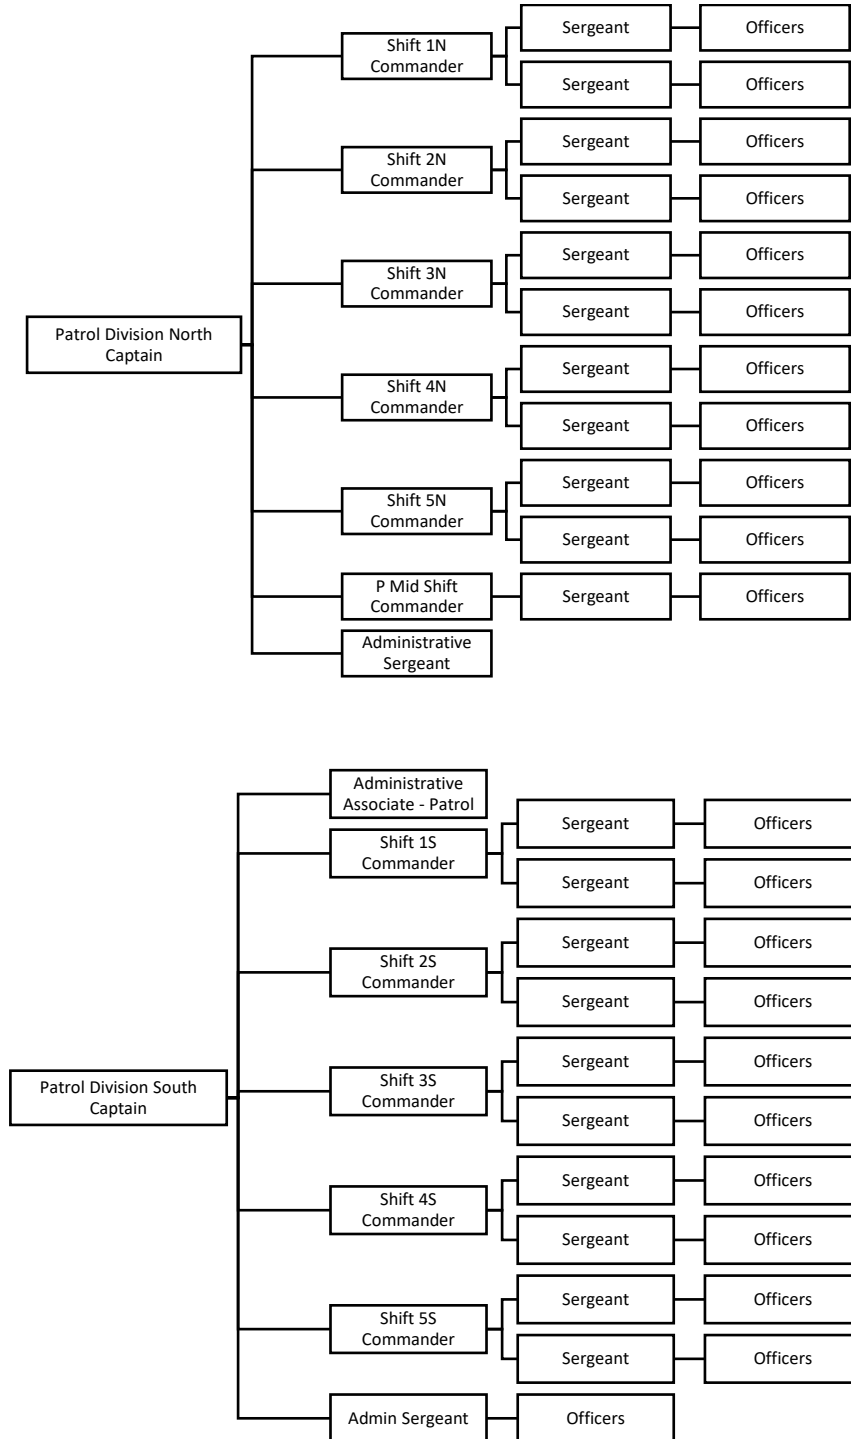 Patrol Division North
Captain
Shift 1N
Commander
Sergeant
Officers
Sergeant
Officers
Shift 2N
Commander
Sergeant
Officers
Sergeant
Officers
Shift 3N
Commander
Sergeant
Officers
Sergeant
Officers
Shift 4N
Commander
Sergeant
Officers
Sergeant
Officers
Shift 5N
Commander
Sergeant
Officers
Sergeant
Officers
P Mid Shift
Commander
Sergeant
Officers
Administrative
Sergeant
Patrol Division South
Captain
Administrative
Associate - Patrol
Shift 1S
Commander
Sergeant
Officers
Sergeant
Officers
Shift 2S
Commander
Sergeant
Officers
Sergeant
Officers
Shift 3S
Commander
Sergeant
Officers
Sergeant
Officers
Shift 4S
Commander
Sergeant
Officers
Sergeant
Officers
Shift 5S
Commander
Sergeant
Officers
Sergeant
Officers
Admin Sergeant
Officers